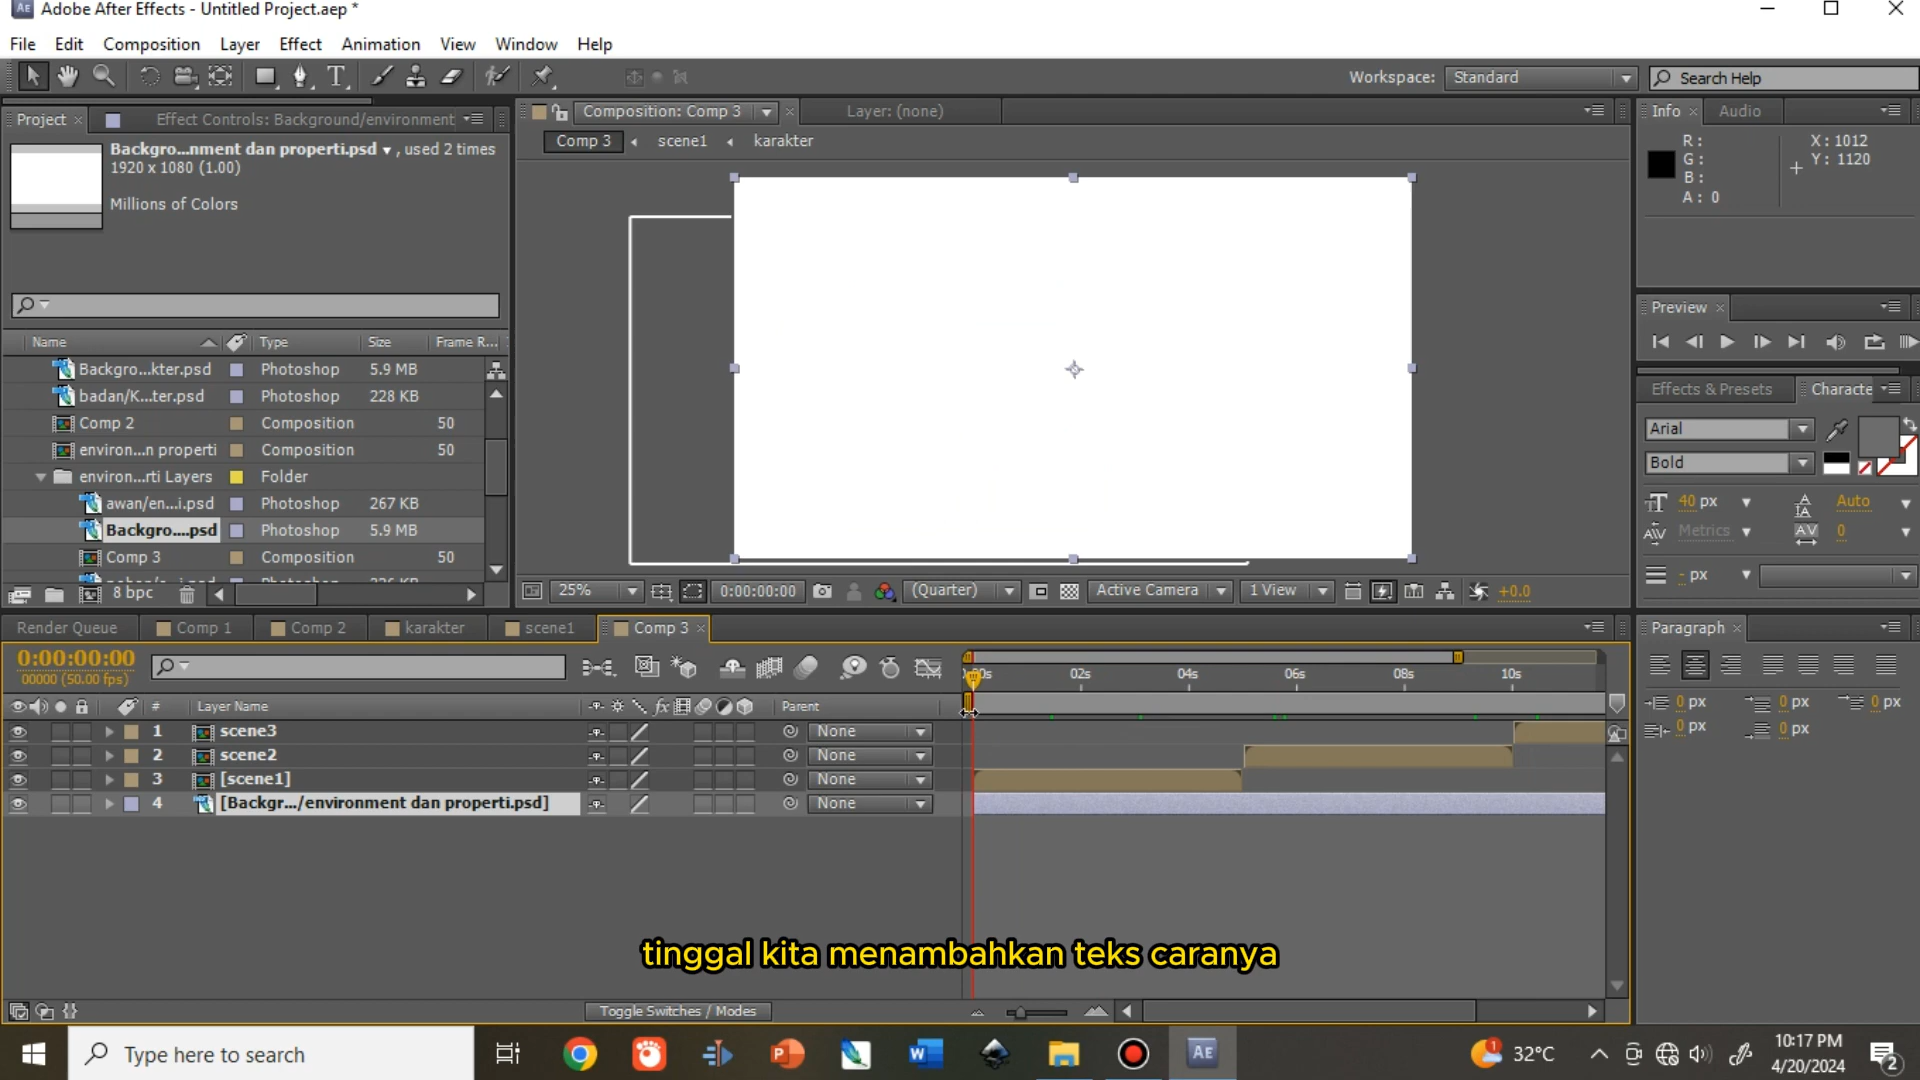 Adobe After Effects - Untitled Project.aep *
File Edit Composition Layer Effect Animation View Window Help
Workspace: Standard
Search Help
Project
Effect Controls: Background/environment
Backgro...nment dan properti.psd , used 2 times
1920 x 1080 (1.00)
Millions of Colors
Name Type Size Frame R...
Backgro...kter.psd Photoshop 5.9 MB
badan/K...ter.psd Photoshop 228 KB
Comp 2 Composition 50
environ...n properti Composition 50
environ...rti Layers Folder
awan/en...i.psd Photoshop 267 KB
Backgro....psd Photoshop 5.9 MB
Comp 3 Composition 50
8 bpc
Composition: Comp 3
Layer: (none)
Comp 3 scene1 karakter
25% 0:00:00:00 (Quarter) Active Camera 1 View +0.0
Info Audio
R: X: 1012
G: Y: 1120
B:
A: 0
Preview
Effects & Presets Characte
Arial
Bold
40 px Auto
Metrics 0
- px
Paragraph
0 px 0 px 0 px
0 px 0 px
Render Queue Comp 1 Comp 2 karakter scene1 Comp 3
0:00:00:00
00000 (50.00 fps)
00s 02s 04s 06s 08s 10s
# Layer Name Parent
1 scene3 None
2 scene2 None
3 [scene1] None
4 [Backgr.../environment dan properti.psd] None
tinggal kita menambahkan teks caranya
Toggle Switches / Modes
Type here to search
32°C
10:17 PM
4/20/2024
2